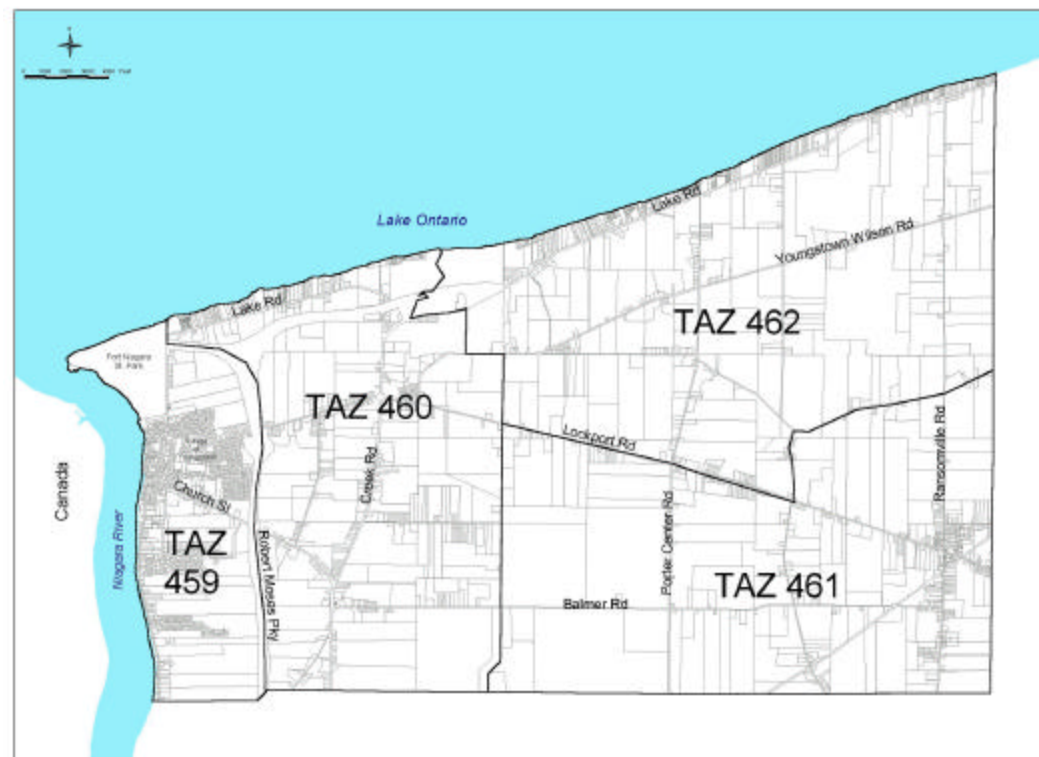 Lake Ontario
Lake Rd
Youngstown Wilson Rd
TAZ 462
Lake Rd
Fort Niagara
St. Park
TAZ 460
Lockport Rd
Ransomville Rd
Canada
Creek Rd
Church St
Niagara River
Porter Center Rd
TAZ
459
Robert Moses Pky
TAZ 461
Balmer Rd